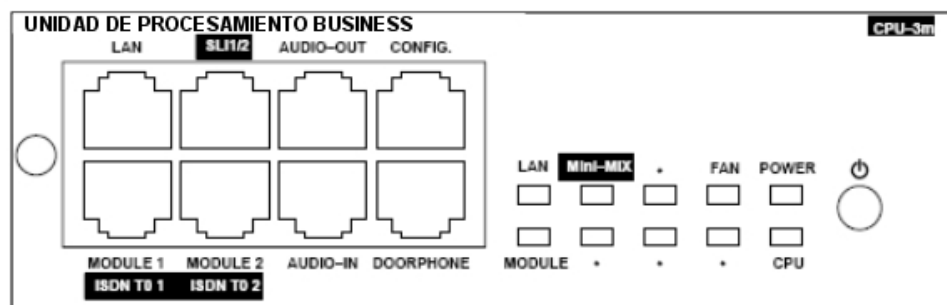 UNIDAD DE PROCESAMIENTO BUSINESS
CPU–3m
LAN SLI1/2 AUDIO–OUT CONFIG.
LAN Mini–MIX * FAN POWER
MODULE 1 MODULE 2 AUDIO–IN DOORPHONE MODULE * * * CPU
ISDN T0 1 ISDN T0 2